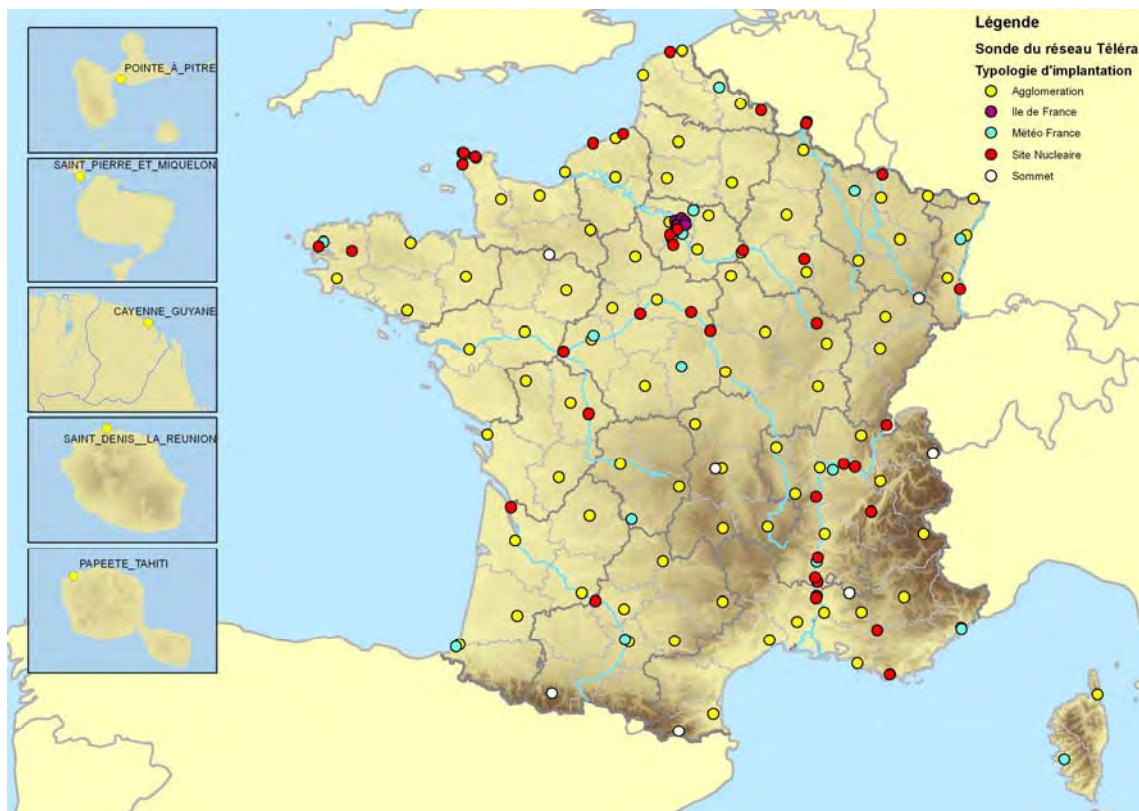 POINTE_À_PITRE
SAINT_PIERRE_ET_MIQUELON
CAYENNE_GUYANE
SAINT_DENIS__LA_REUNION
PAPEETE_TAHITI
Légende
Sonde du réseau Téléra
Typologie d'implantation
Agglomeration
Ile de France
Météo France
Site Nucleaire
Sommet